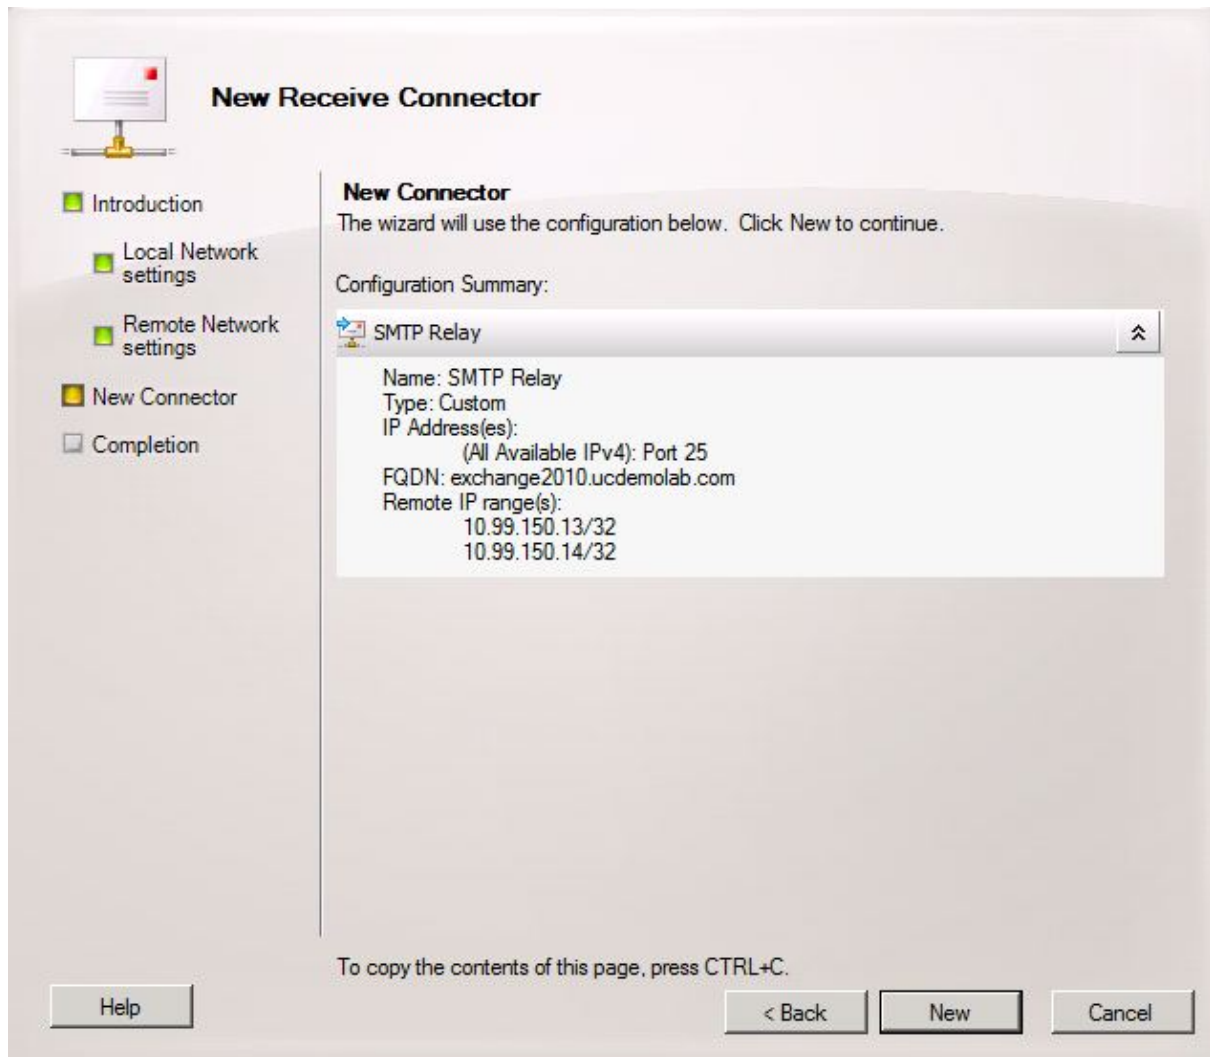 New Receive Connector
Introduction
Local Network
settings
Remote Network
settings
New Connector
Completion
New Connector
The wizard will use the configuration below. Click New to continue.
Configuration Summary:
SMTP Relay
Name: SMTP Relay
Type: Custom
IP Address(es):
(All Available IPv4): Port 25
FQDN: exchange2010.ucdemolab.com
Remote IP range(s):
10.99.150.13/32
10.99.150.14/32
To copy the contents of this page, press CTRL+C.
Help
< Back
New
Cancel